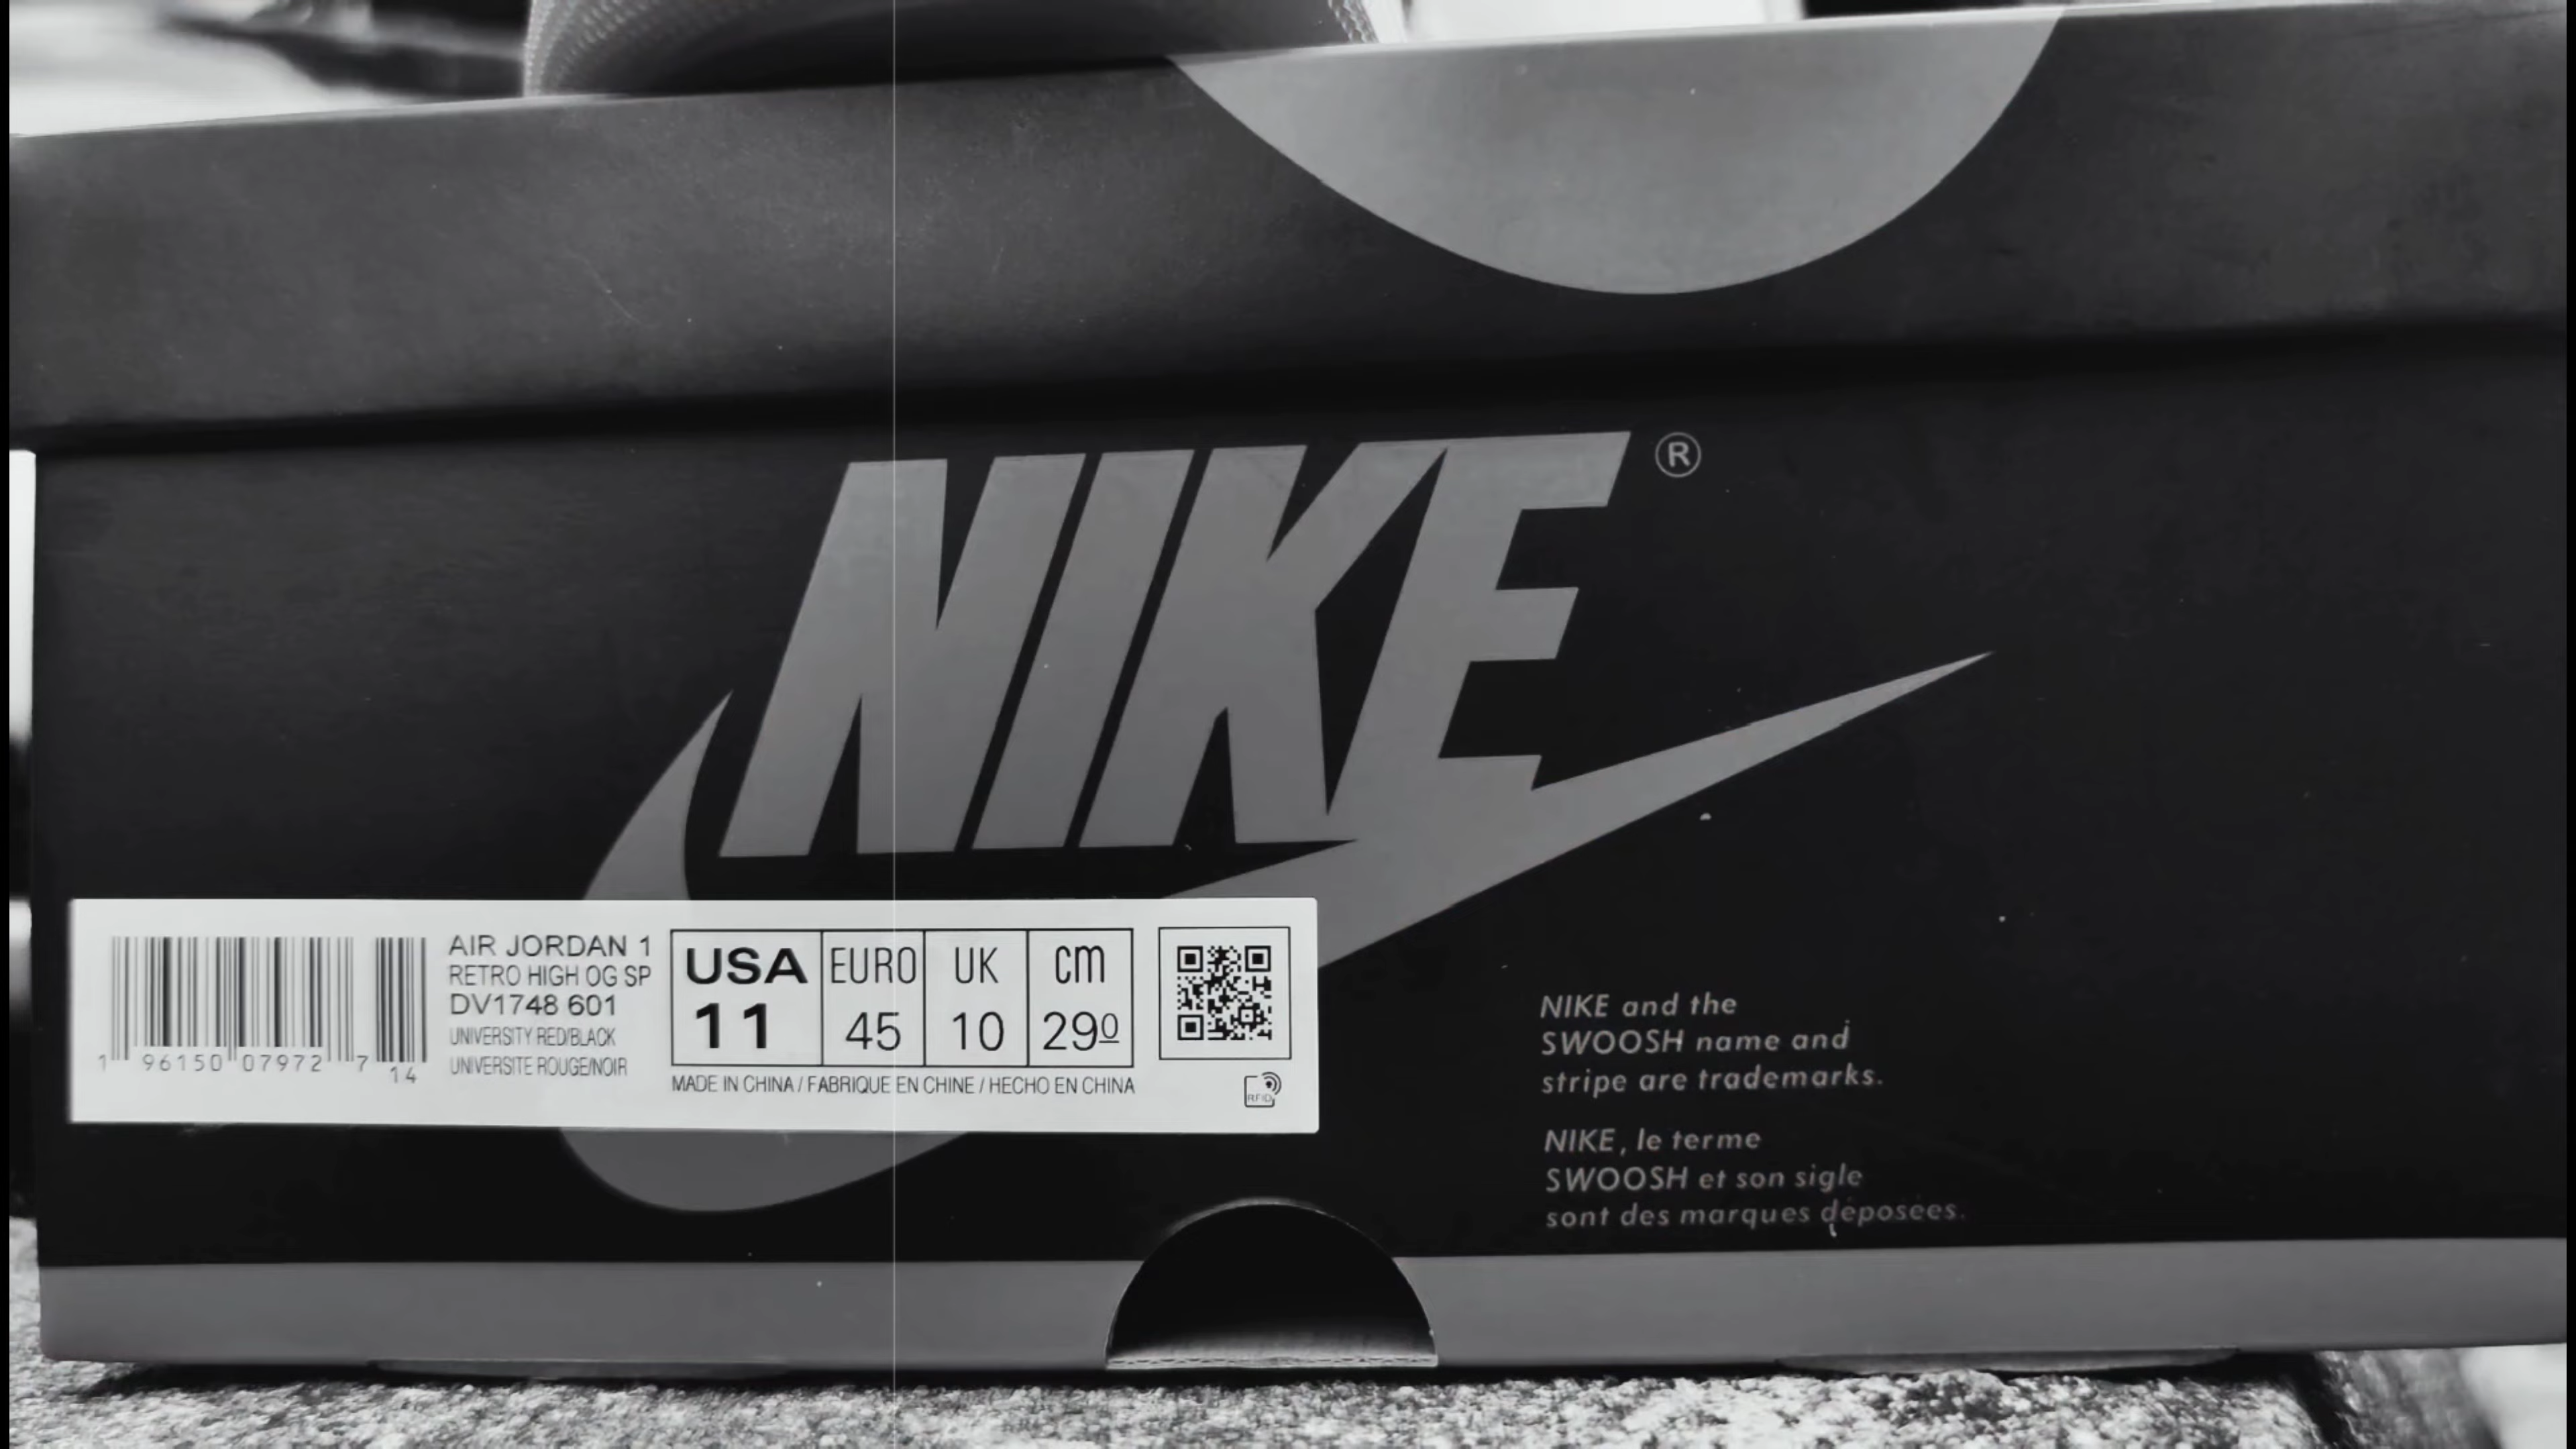 NIKE®
AIR JORDAN 1
RETRO HIGH OG SP
DV1748 601
UNIVERSITY RED/BLACK
UNIVERSITE ROUGE/NOIR
1 96150 07972 7 14
USA EURO UK cm
11 45 10 29⁰
MADE IN CHINA / FABRIQUE EN CHINE / HECHO EN CHINA
RFID
NIKE and the
SWOOSH name and
stripe are trademarks.
NIKE, le terme
SWOOSH et son sigle
sont des marques déposées.